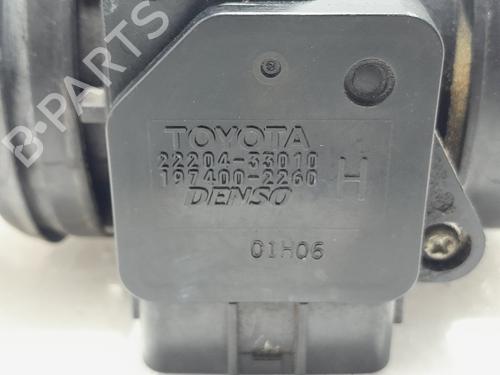 B-PARTS
TOYOTA
22204-33010
197400-2260
H
DENSO
01H06